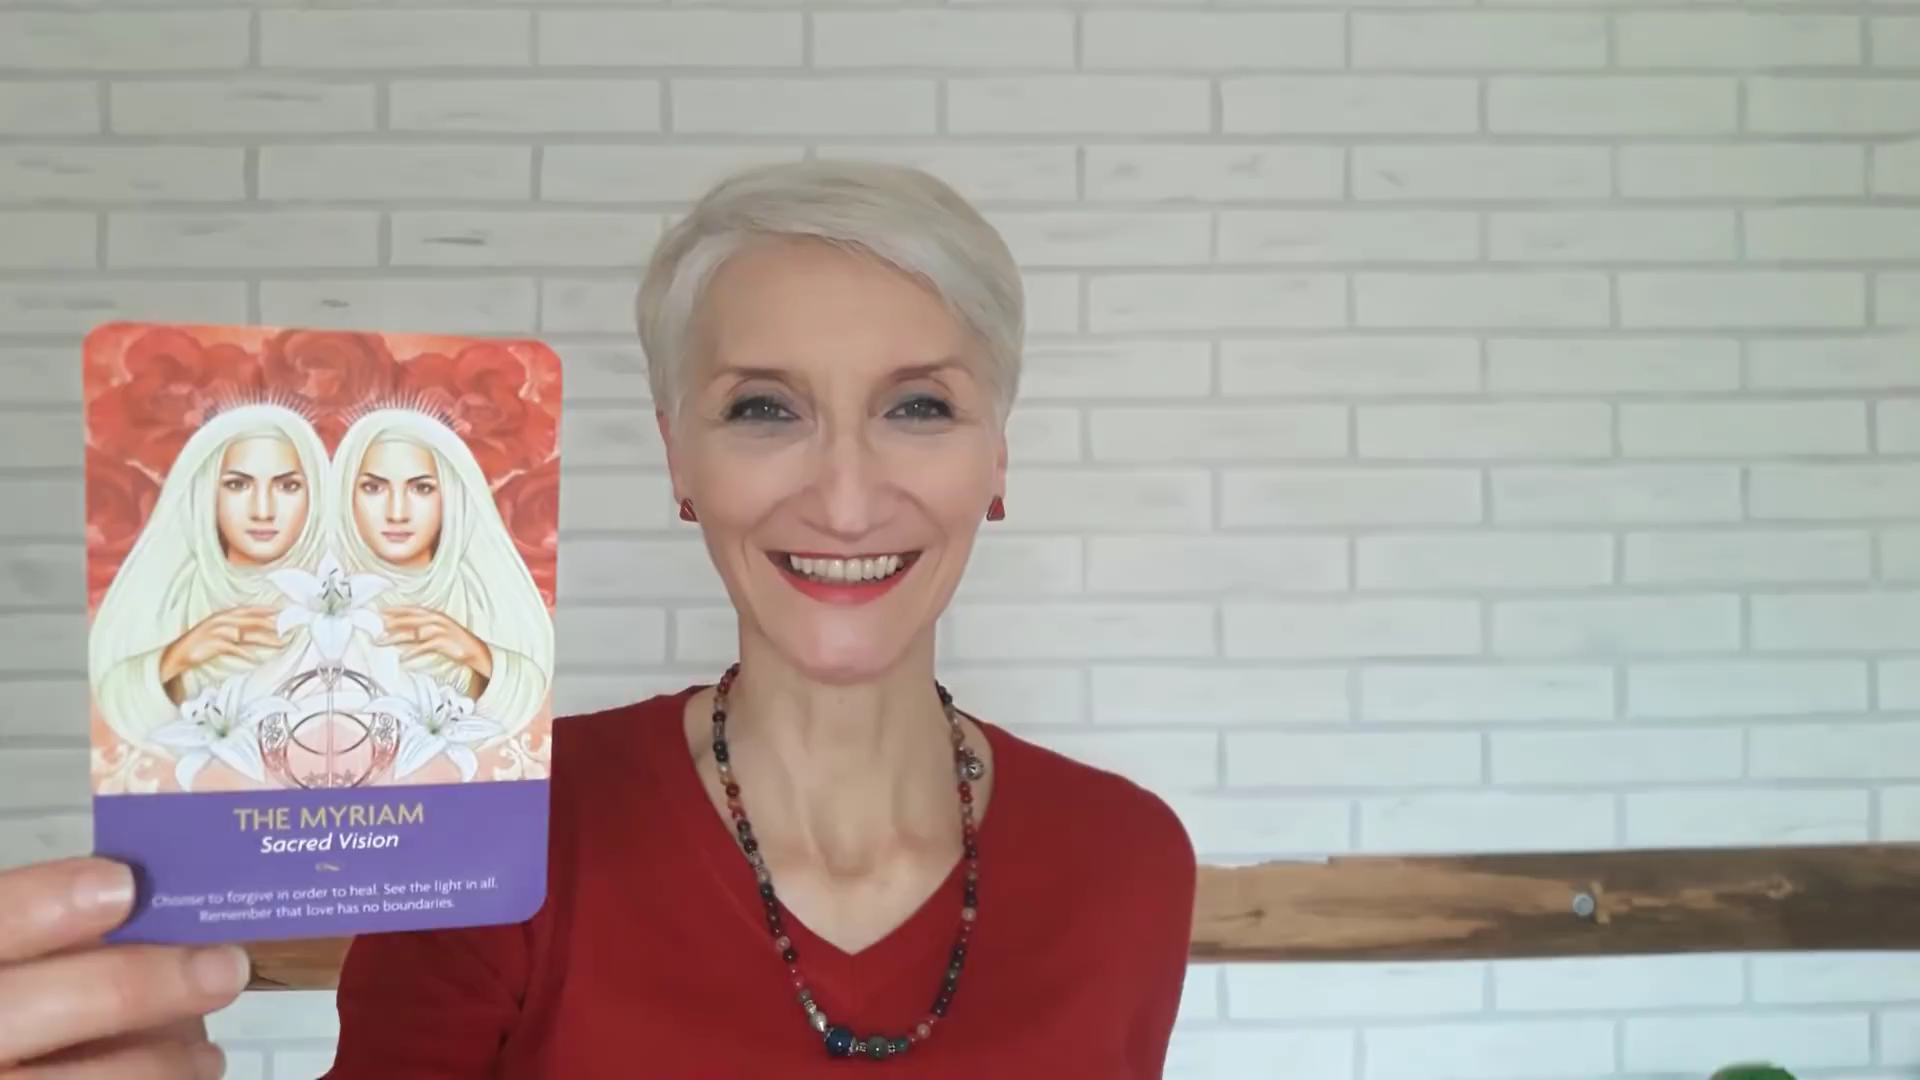 THE MYRIAM
Sacred Vision
Choose to forgive in order to heal. See the light in all.
Remember that love has no boundaries.